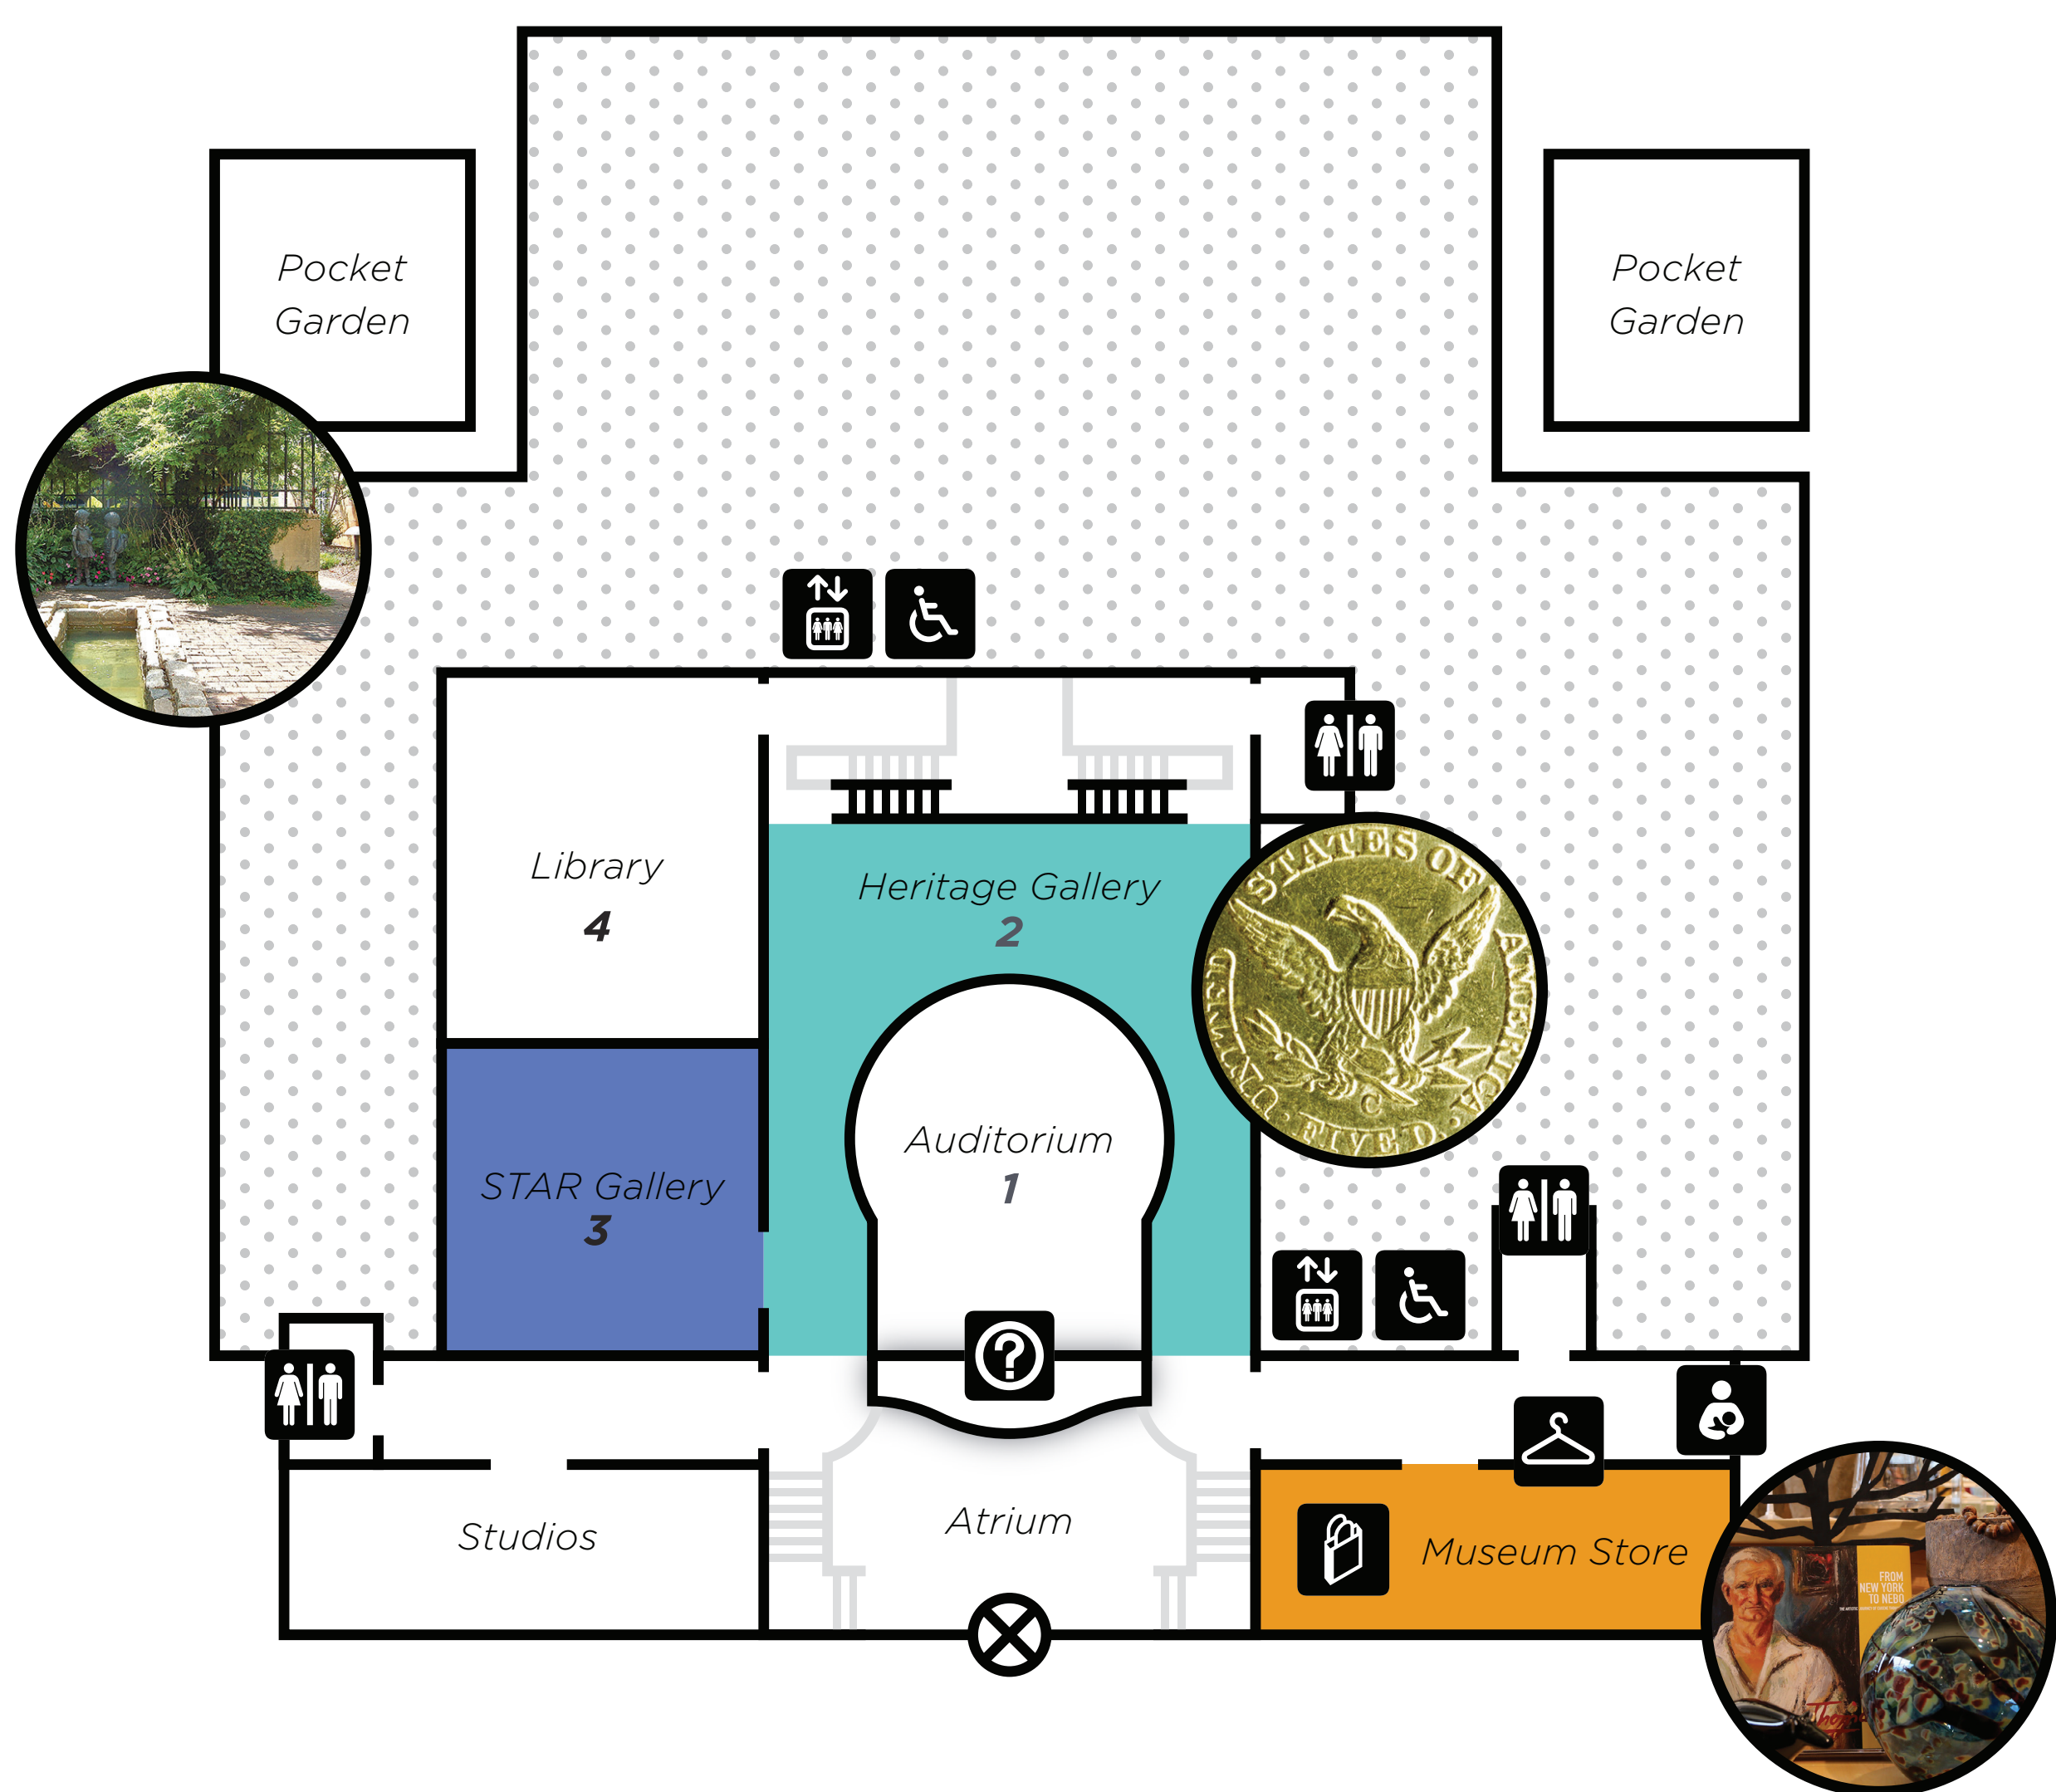 Pocket
Garden
Pocket
Garden
Library
4
Heritage Gallery
2
STATES OF
UNITED
AMERICA.
FIVE D.
C
Auditorium
1
STAR Gallery
3
?
Studios
Atrium
Museum Store
FROM
NEW YORK
TO NEBO